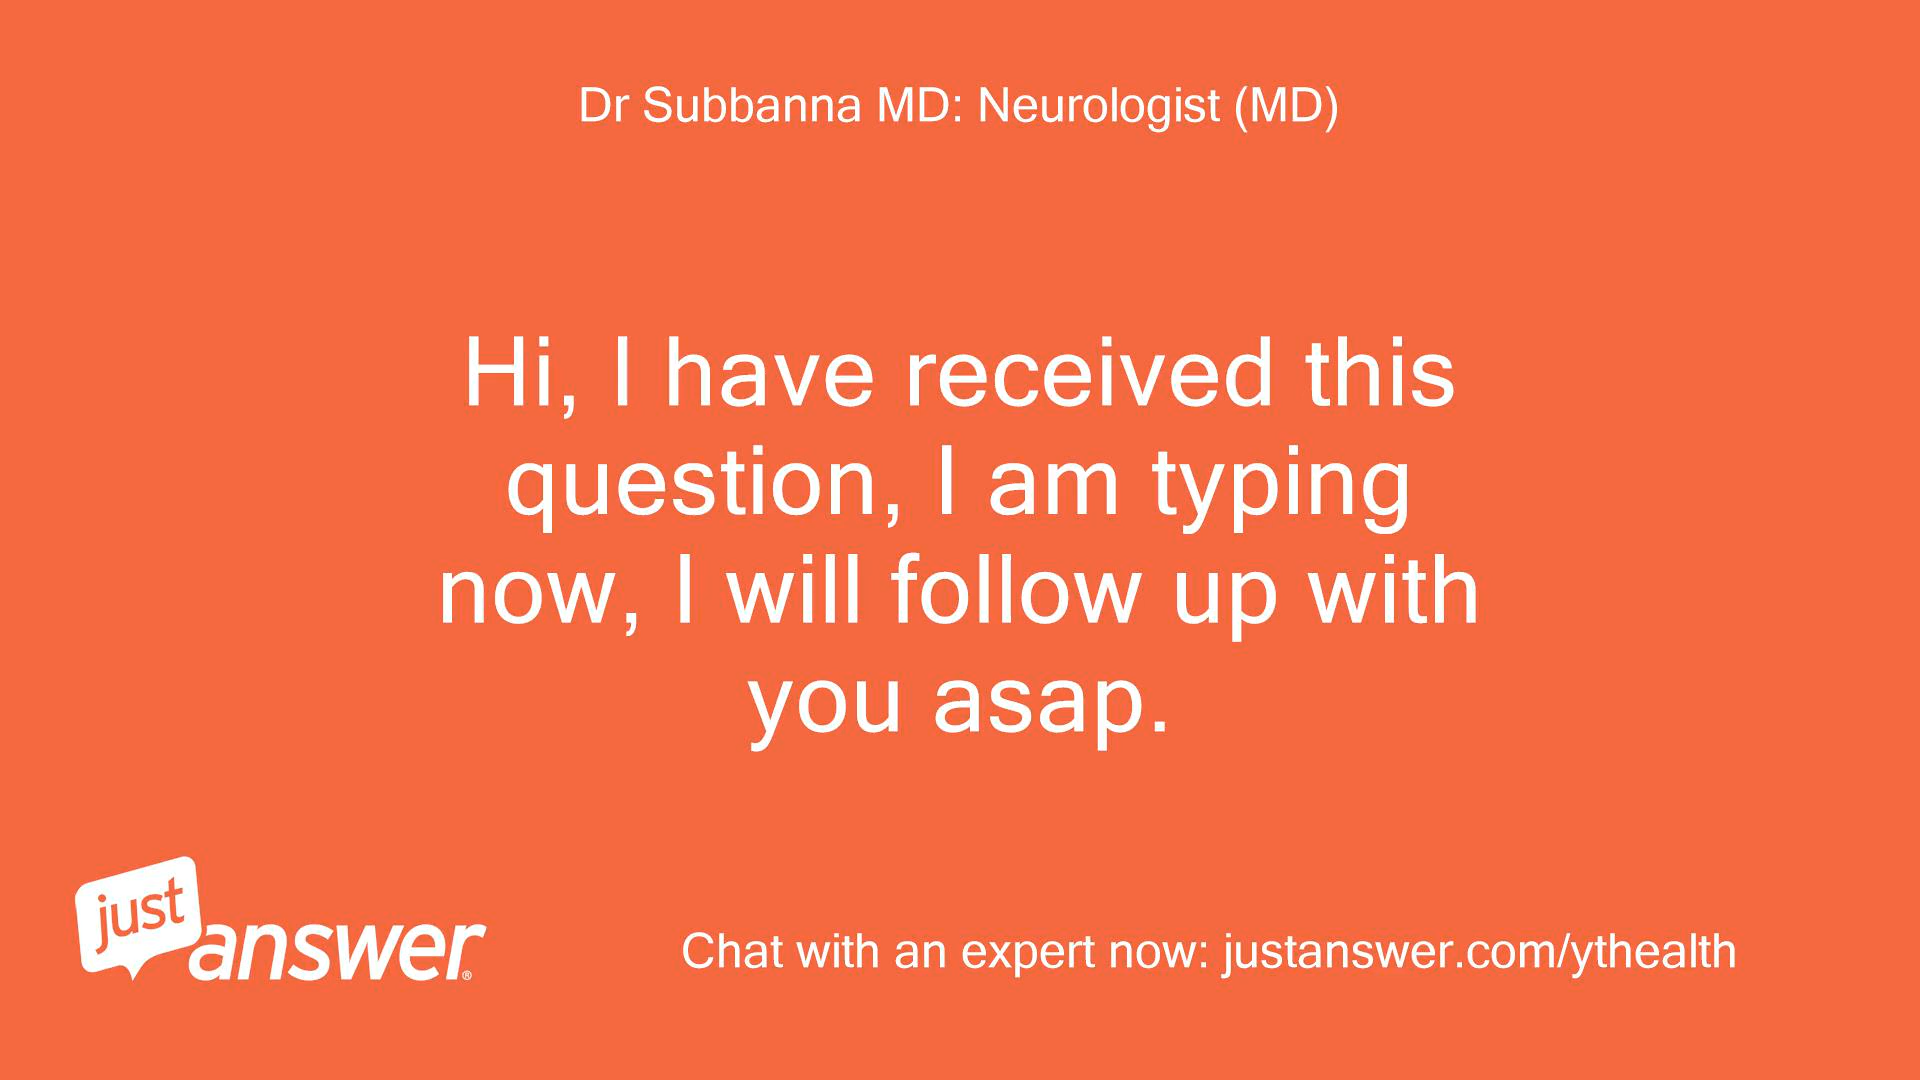 Dr Subbanna MD: Neurologist (MD)
Hi, I have received this
question, I am typing
now, I will follow up with
you asap.
just
answer®
Chat with an expert now: justanswer.com/ythealth